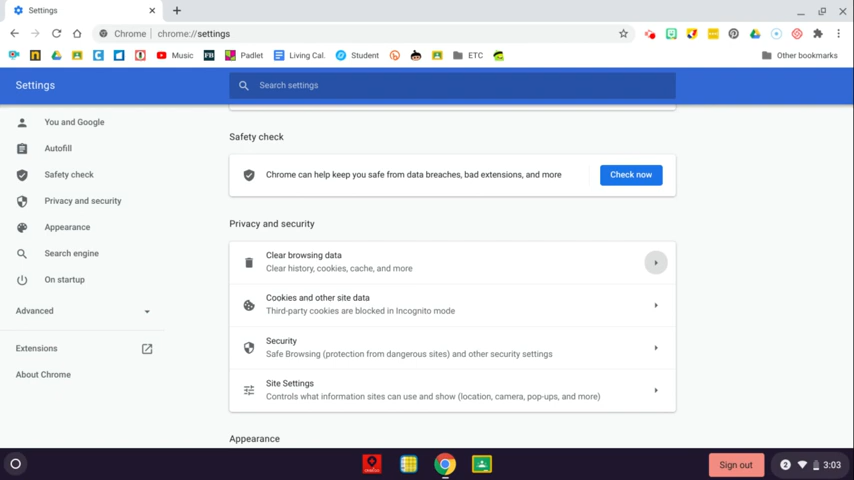 Settings
Chrome chrome://settings
Music
FB
Padlet
Living Cal.
Student
ETC
Other bookmarks
Settings
Search settings
You and Google
Autofill
Safety check
Privacy and security
Appearance
Search engine
On startup
Advanced
Extensions
About Chrome
Safety check
Chrome can help keep you safe from data breaches, bad extensions, and more
Check now
Privacy and security
Clear browsing data
Clear history, cookies, cache, and more
Cookies and other site data
Third-party cookies are blocked in Incognito mode
Security
Safe Browsing (protection from dangerous sites) and other security settings
Site Settings
Controls what information sites can use and show (location, camera, pop-ups, and more)
Appearance
Sign out
2
3:03